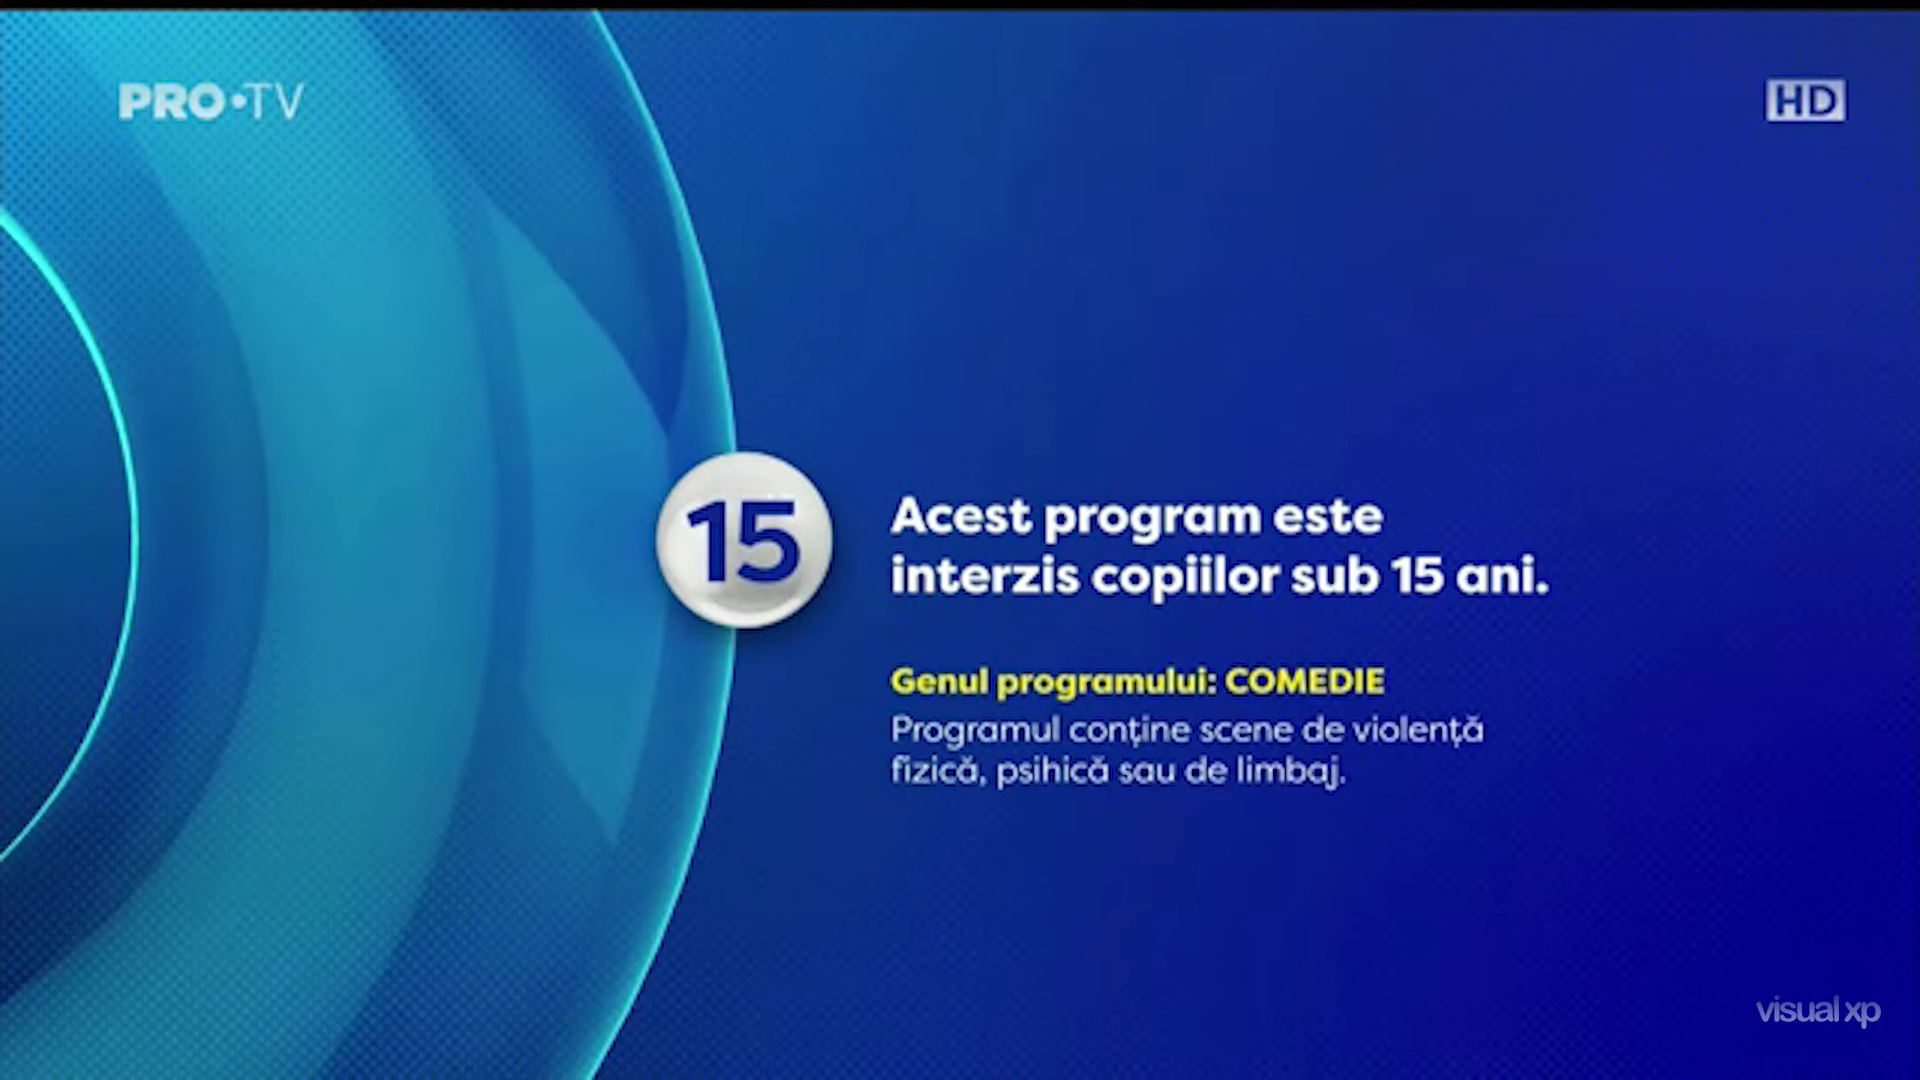 PRO•TV
HD
15
Acest program este
interzis copiilor sub 15 ani.
Genul programului: COMEDIE
Programul conține scene de violență
fizică, psihică sau de limbaj.
visual xp